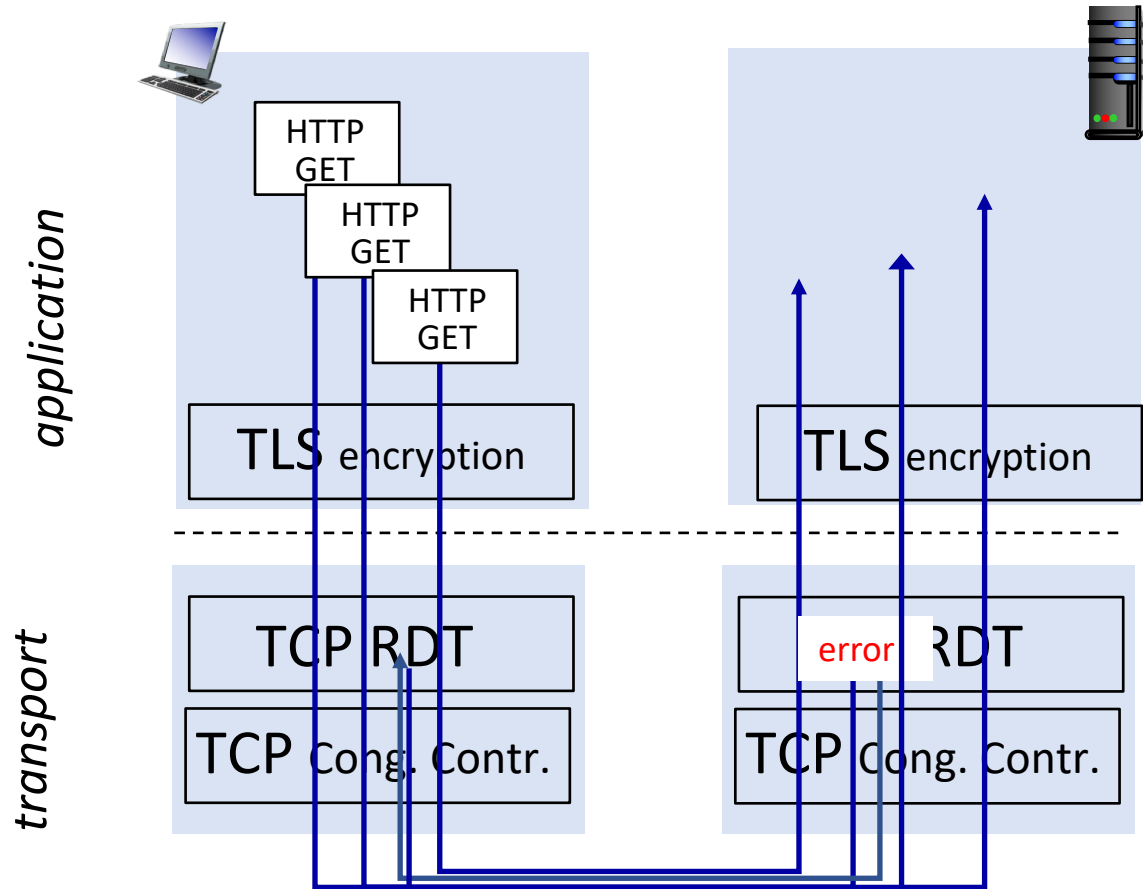 application
HTTP
GET
HTTP
GET
HTTP
GET
TLS encryption
TLS encryption
transport
TCP RDT
error RDT
TCP Cong. Contr.
TCP Cong. Contr.